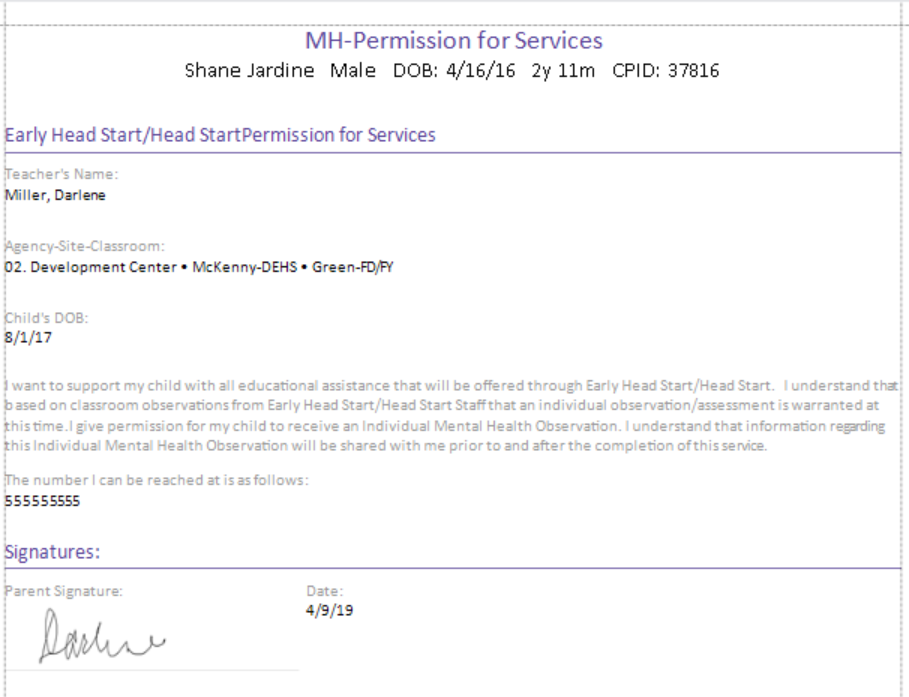 MH-Permission for Services
Shane Jardine Male DOB: 4/16/16 2y 11m CPID: 37816
Early Head Start/Head StartPermission for Services
Teacher's Name:
Miller, Darlene
Agency-Site-Classroom:
02. Development Center • McKenny-DEHS • Green-FD/FY
Child's DOB:
8/1/17
I want to support my child with all educational assistance that will be offered through Early Head Start/Head Start. I understand that
based on classroom observations from Early Head Start/Head Start Staff that an individual observation/assessment is warranted at
this time.I give permission for my child to receive an Individual Mental Health Observation. I understand that information regarding
this Individual Mental Health Observation will be shared with me prior to and after the completion of this service.
The number I can be reached at is as follows:
555555555
Signatures:
Parent Signature: Date:
4/9/19
Darlene